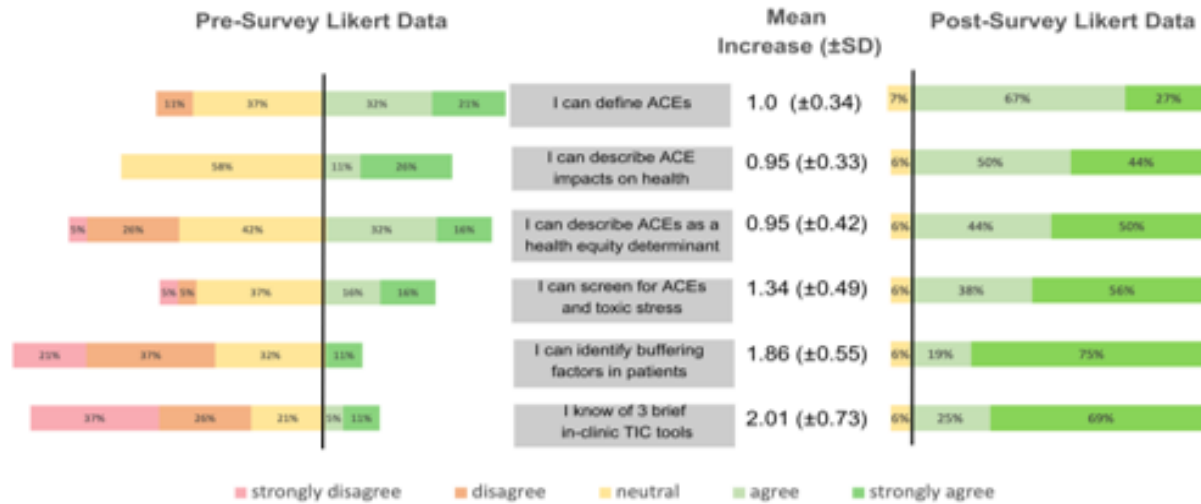 Pre-Survey Likert Data
Mean
Increase (±SD)
Post-Survey Likert Data
11% 37% 32% 21%
I can define ACEs
1.0 (±0.34)
7% 67% 27%
58% 11% 26%
I can describe ACE
impacts on health
0.95 (±0.33)
6% 50% 44%
5% 26% 42% 32% 16%
I can describe ACEs as a
health equity determinant
0.95 (±0.42)
6% 44% 50%
5% 5% 37% 16% 16%
I can screen for ACEs
and toxic stress
1.34 (±0.49)
6% 38% 56%
21% 37% 32% 11%
I can identify buffering
factors in patients
1.86 (±0.55)
6% 19% 75%
37% 26% 21% 5% 11%
I know of 3 brief
in-clinic TIC tools
2.01 (±0.73)
6% 25% 69%
strongly disagree disagree neutral agree strongly agree